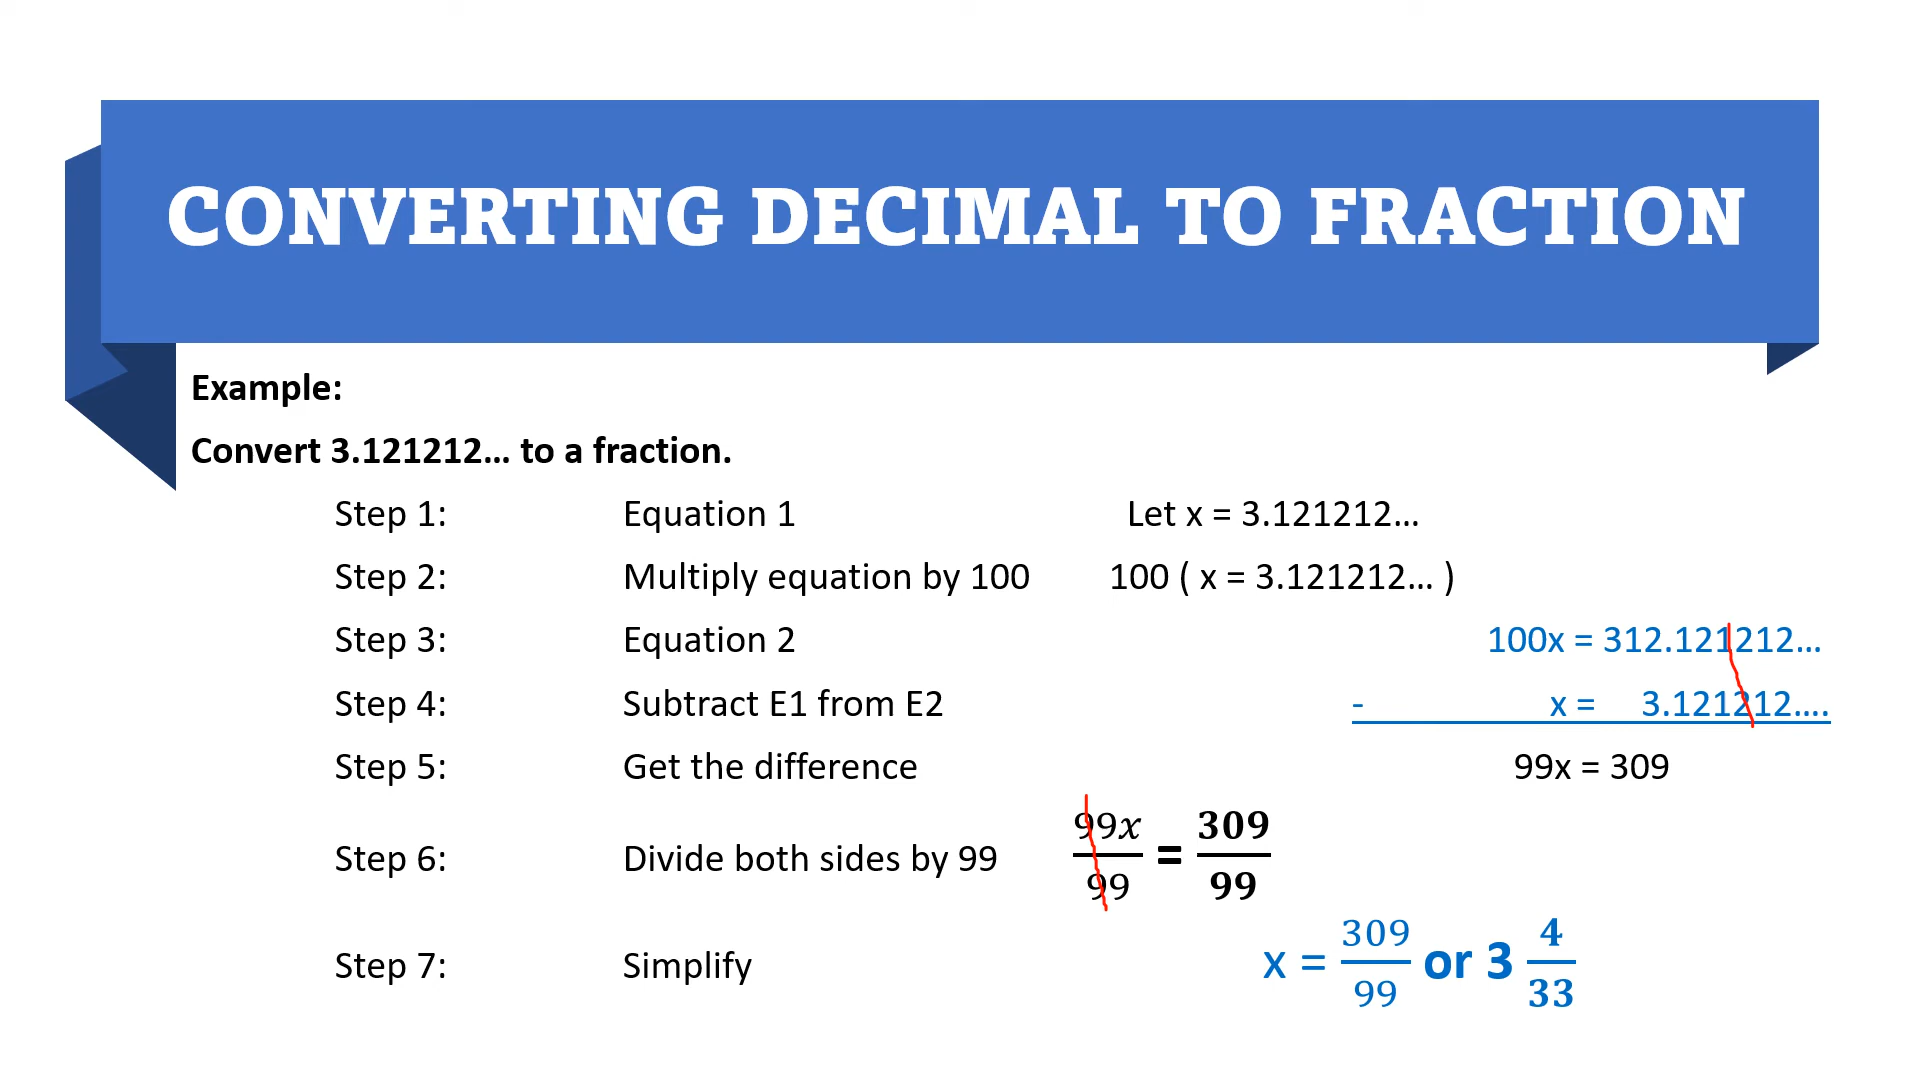 CONVERTING DECIMAL TO FRACTION
Example:
Convert 3.121212... to a fraction.
Step 1: Equation 1 Let x = 3.121212...
Step 2: Multiply equation by 100 100 ( x = 3.121212... )
Step 3: Equation 2 100x = 312.121212...
Step 4: Subtract E1 from E2 - x = 3.121212....
Step 5: Get the difference 99x = 309
Step 6: Divide both sides by 99 99x/99 = 309/99
Step 7: Simplify x = 309/99 or 3 4/33